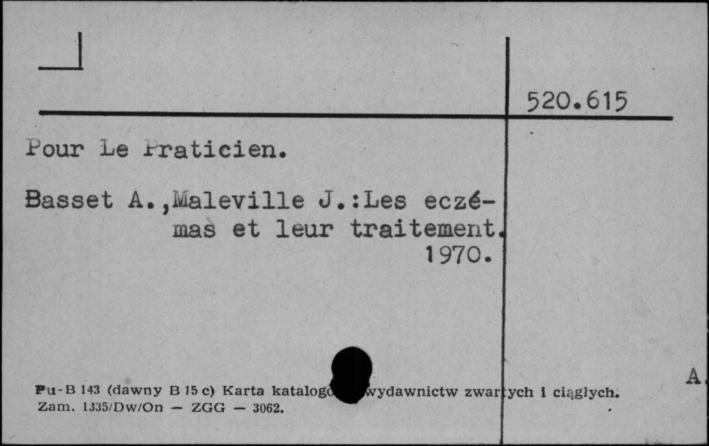 520.615
Pour Le Praticien.
Basset A.,Maleville J.:Les eczé-
mas et leur traitement.
1970.
A.
Pu-B 143 (dawny B 15 c) Karta wydawnictw zwartych i ciągłych.
Zam. 1335/Dw/On — ZGG — 3062.